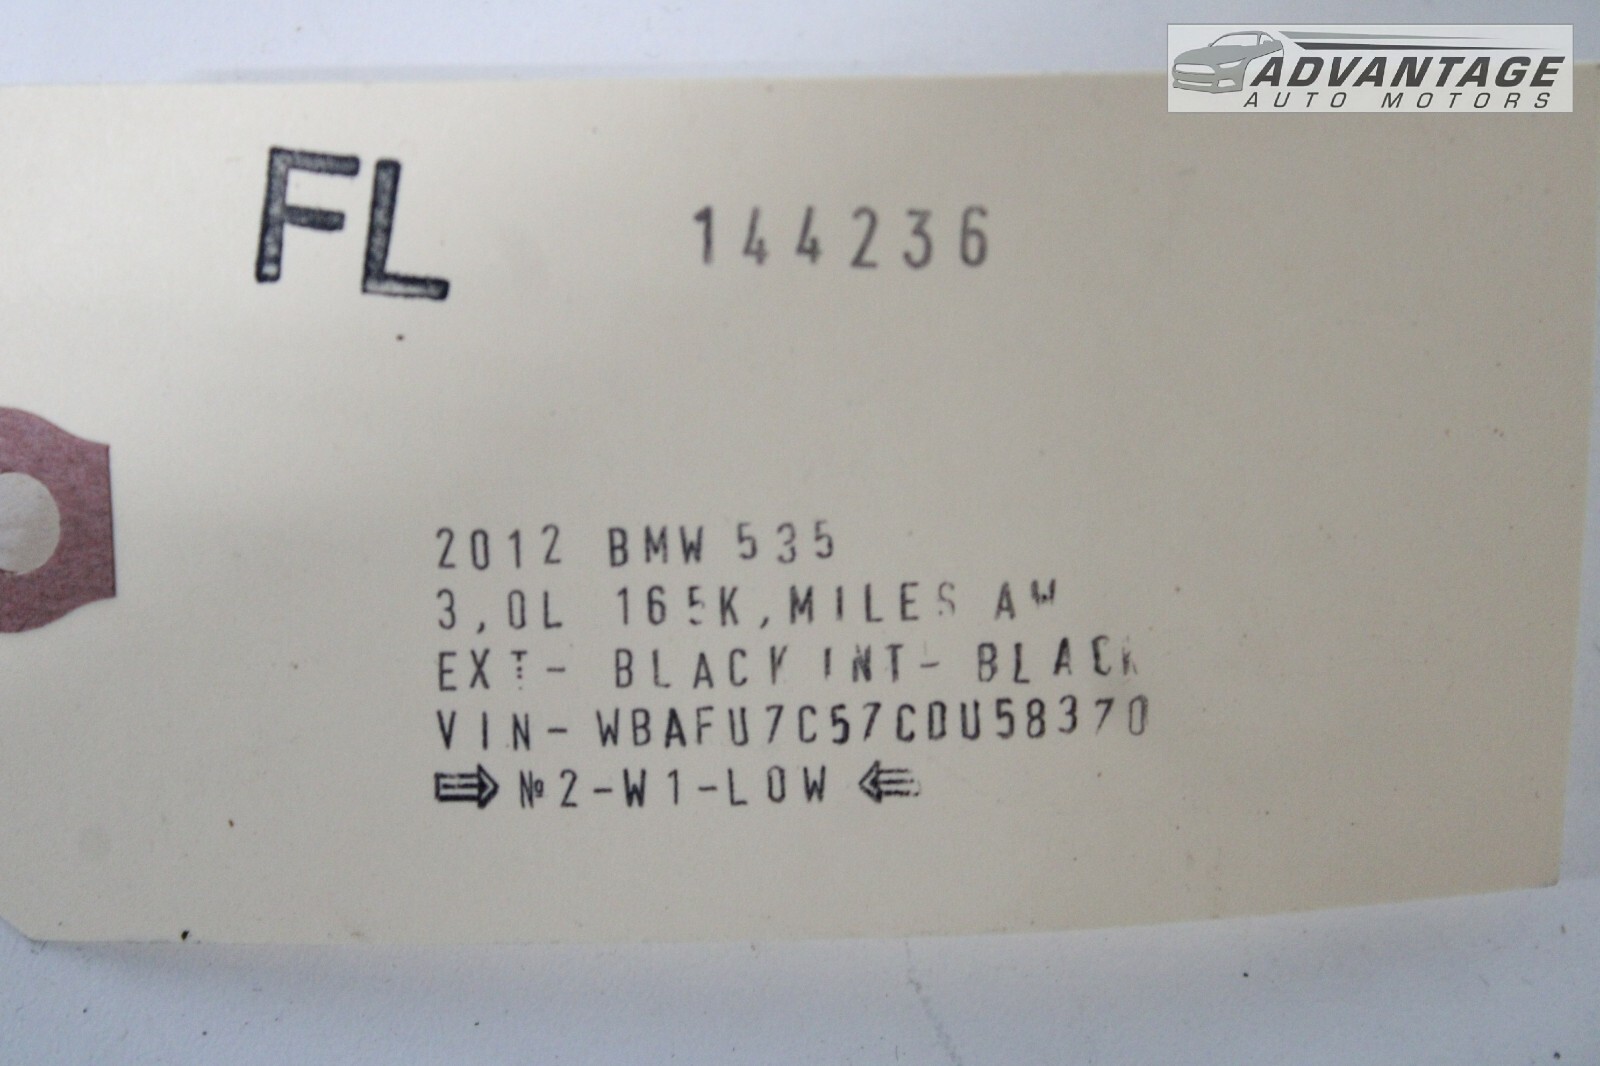 ADVANTAGE
AUTO MOTORS
FL
144236
2012 BMW 535
3,0L 165K,MILES AW
EXT- BLACK INT- BLACK
VIN-WBAFU7C57CDU58370
⇒ №2-W1-LOW ⇐